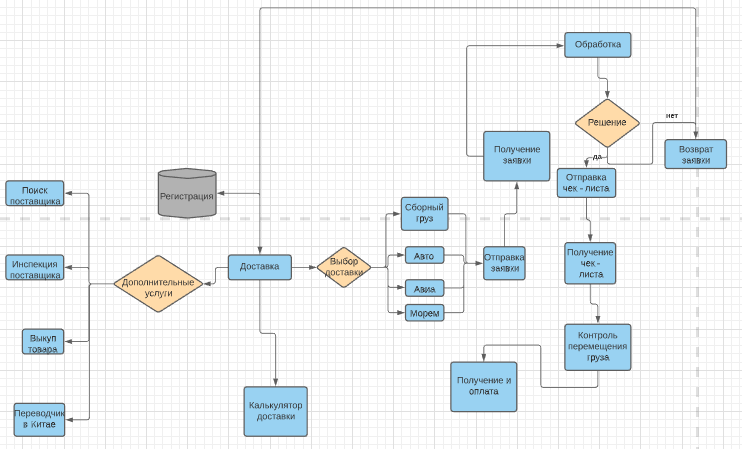 Обработка
Решение
нет
да
Возврат
заявки
Получение
заявки
Отправка
чек - листа
Поиск
поставщика
Регистрация
Сборный
груз
Инспекция
поставщика
Дополнительные
услуги
Доставка
Выбор
доставки
Авто
Авиа
Морем
Отправка
заявки
Получение
чек -
листа
Выкуп
товара
Контроль
перемещения
груза
Переводчик
в Китае
Калькулятор
доставки
Получение и
оплата